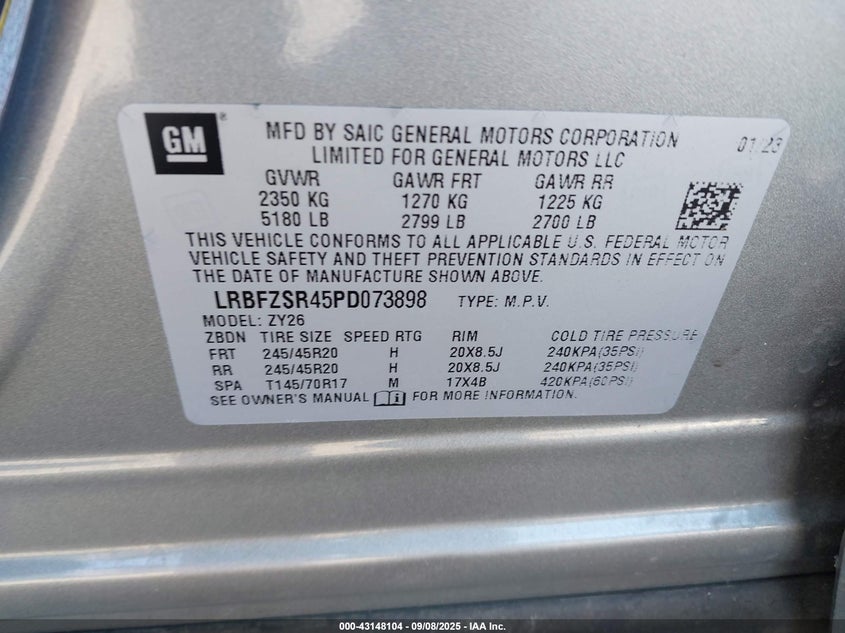 GM®
MFD BY SAIC GENERAL MOTORS CORPORATION 01/23
LIMITED FOR GENERAL MOTORS LLC
GVWR GAWR FRT GAWR RR
2350 KG 1270 KG 1225 KG
5180 LB 2799 LB 2700 LB
THIS VEHICLE CONFORMS TO ALL APPLICABLE U.S. FEDERAL MOTOR
VEHICLE SAFETY AND THEFT PREVENTION STANDARDS IN EFFECT ON
THE DATE OF MANUFACTURE SHOWN ABOVE.
LRBFZSR45PD073898 TYPE: M.P.V.
MODEL: ZY26
ZBDN TIRE SIZE SPEED RTG RIM COLD TIRE PRESSURE
FRT 245/45R20 H 20X8.5J 240KPA(35PSI)
RR 245/45R20 H 20X8.5J 240KPA(35PSI)
SPA T145/70R17 M 17X4B 420KPA(60PSI)
SEE OWNER'S MANUAL i FOR MORE INFORMATION.
000-43148104 - 09/08/2025 - IAA Inc.